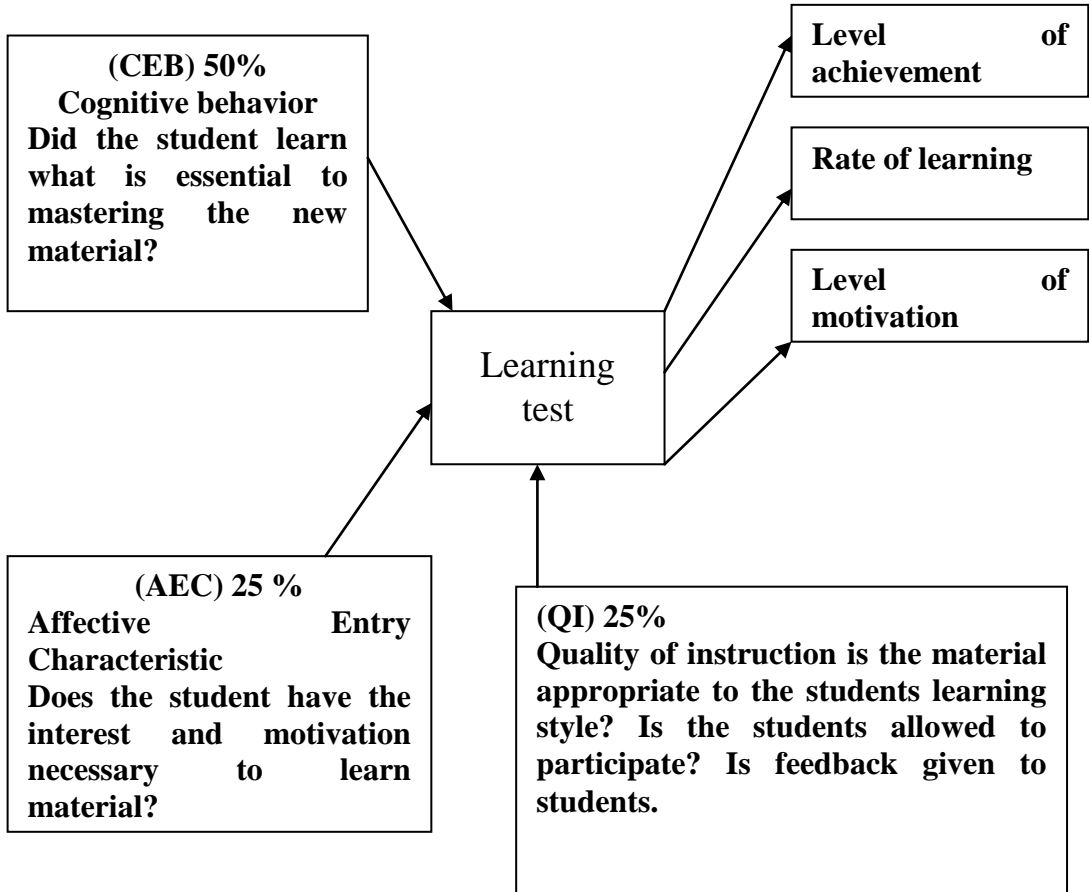 (CEB) 50%
Cognitive behavior
Did the student learn
what is essential to
mastering the new
material?
Level of
achievement
Rate of learning
Level of
motivation
Learning
test
(AEC) 25 %
Affective Entry
Characteristic
Does the student have the
interest and motivation
necessary to learn
material?
(QI) 25%
Quality of instruction is the material
appropriate to the students learning
style? Is the students allowed to
participate? Is feedback given to
students.